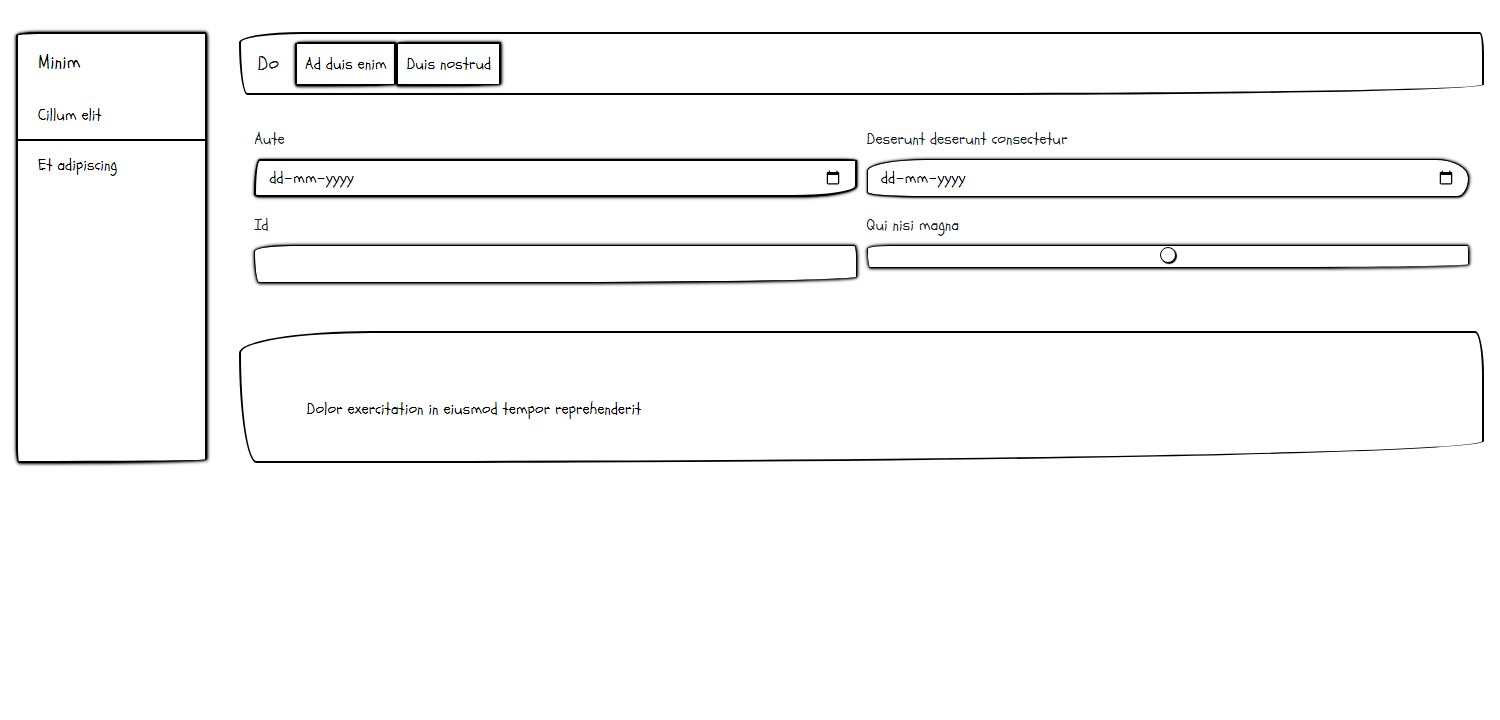 Minim
Cillum elit
Et adipiscing
Do
Ad duis enim
Duis nostrud
Aute
Deserunt deserunt consectetur
dd-mm-yyyy
dd-mm-yyyy
Id
Qui nisi magna
Dolor exercitation in eiusmod tempor reprehenderit